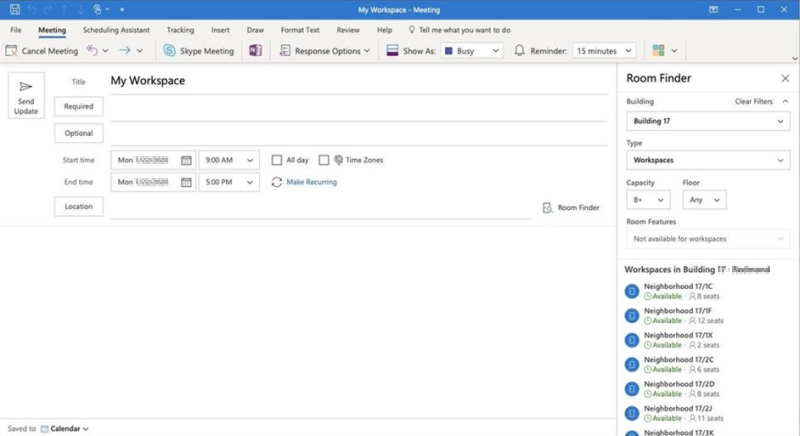 My Workspace - Meeting
File Meeting Scheduling Assistant Tracking Insert Draw Format Text Review Help Tell me what you want to do
Cancel Meeting Skype Meeting Response Options Show As: Busy Reminder: 15 minutes
Send Update
Title My Workspace
Required
Optional
Start time Mon 9:00 AM All day Time Zones
End time Mon 5:00 PM Make Recurring
Location Room Finder
Room Finder
Building Clear Filters
Building 17
Type
Workspaces
Capacity Floor
8+ Any
Room Features
Not available for workspaces
Workspaces in Building
Neighborhood 17/1C
Available · 8 seats
Neighborhood 17/1F
Available · 12 seats
Neighborhood 17/1X
Available · 2 seats
Neighborhood 17/2C
Available · 6 seats
Neighborhood 17/2D
Available · 8 seats
Neighborhood 17/2J
Available · 11 seats
Neighborhood 17/3K
Saved to Calendar